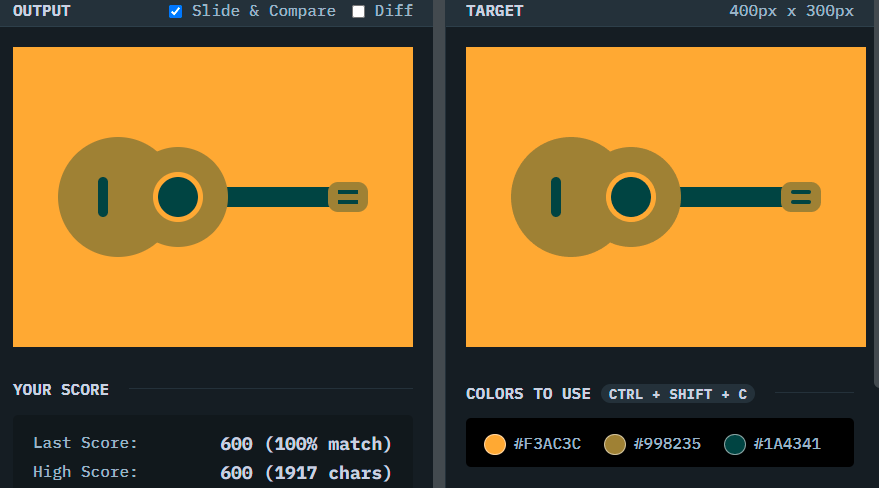 OUTPUT Slide & Compare Diff
TARGET 400px x 300px
YOUR SCORE
Last Score: 600 (100% match)
High Score: 600 (1917 chars)
COLORS TO USE CTRL + SHIFT + C
#F3AC3C #998235 #1A4341